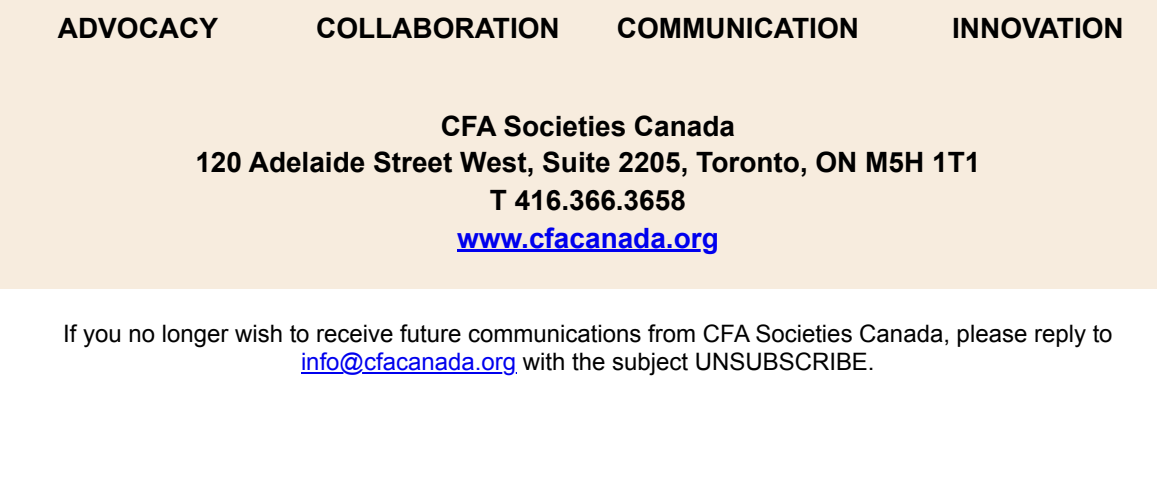 ADVOCACY COLLABORATION COMMUNICATION INNOVATION
CFA Societies Canada
120 Adelaide Street West, Suite 2205, Toronto, ON M5H 1T1
T 416.366.3658
www.cfacanada.org
If you no longer wish to receive future communications from CFA Societies Canada, please reply to
info@cfacanada.org with the subject UNSUBSCRIBE.